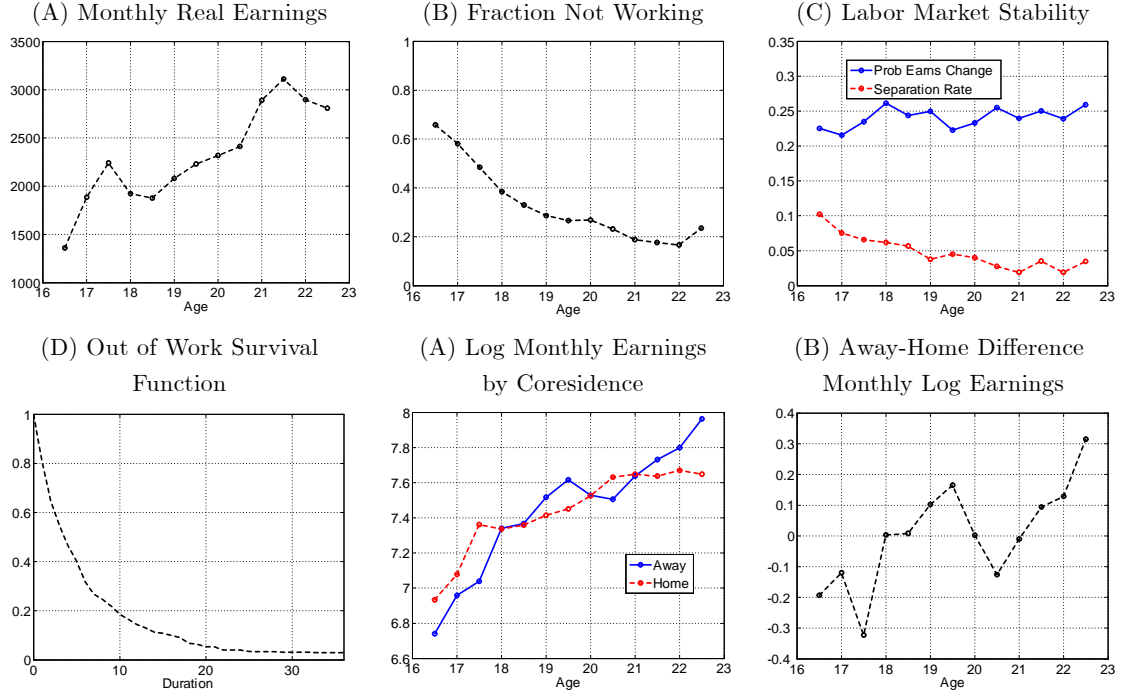 (A) Monthly Real Earnings
3500
3000
2500
2000
1500
1000
16 17 18 19 20 21 22 23
Age
(B) Fraction Not Working
1
0.8
0.6
0.4
0.2
0
16 17 18 19 20 21 22 23
Age
(C) Labor Market Stability
0.35
0.3
0.25
0.2
0.15
0.1
0.05
0
Prob Earns Change
Separation Rate
16 17 18 19 20 21 22 23
Age
(D) Out of Work Survival
Function
1
0.8
0.6
0.4
0.2
0
0 10 20 30
Duration
(A) Log Monthly Earnings
by Coresidence
8
7.8
7.6
7.4
7.2
7
6.8
6.6
Away
Home
16 17 18 19 20 21 22 23
Age
(B) Away-Home Difference
Monthly Log Earnings
0.4
0.3
0.2
0.1
0
-0.1
-0.2
-0.3
-0.4
16 17 18 19 20 21 22 23
Age